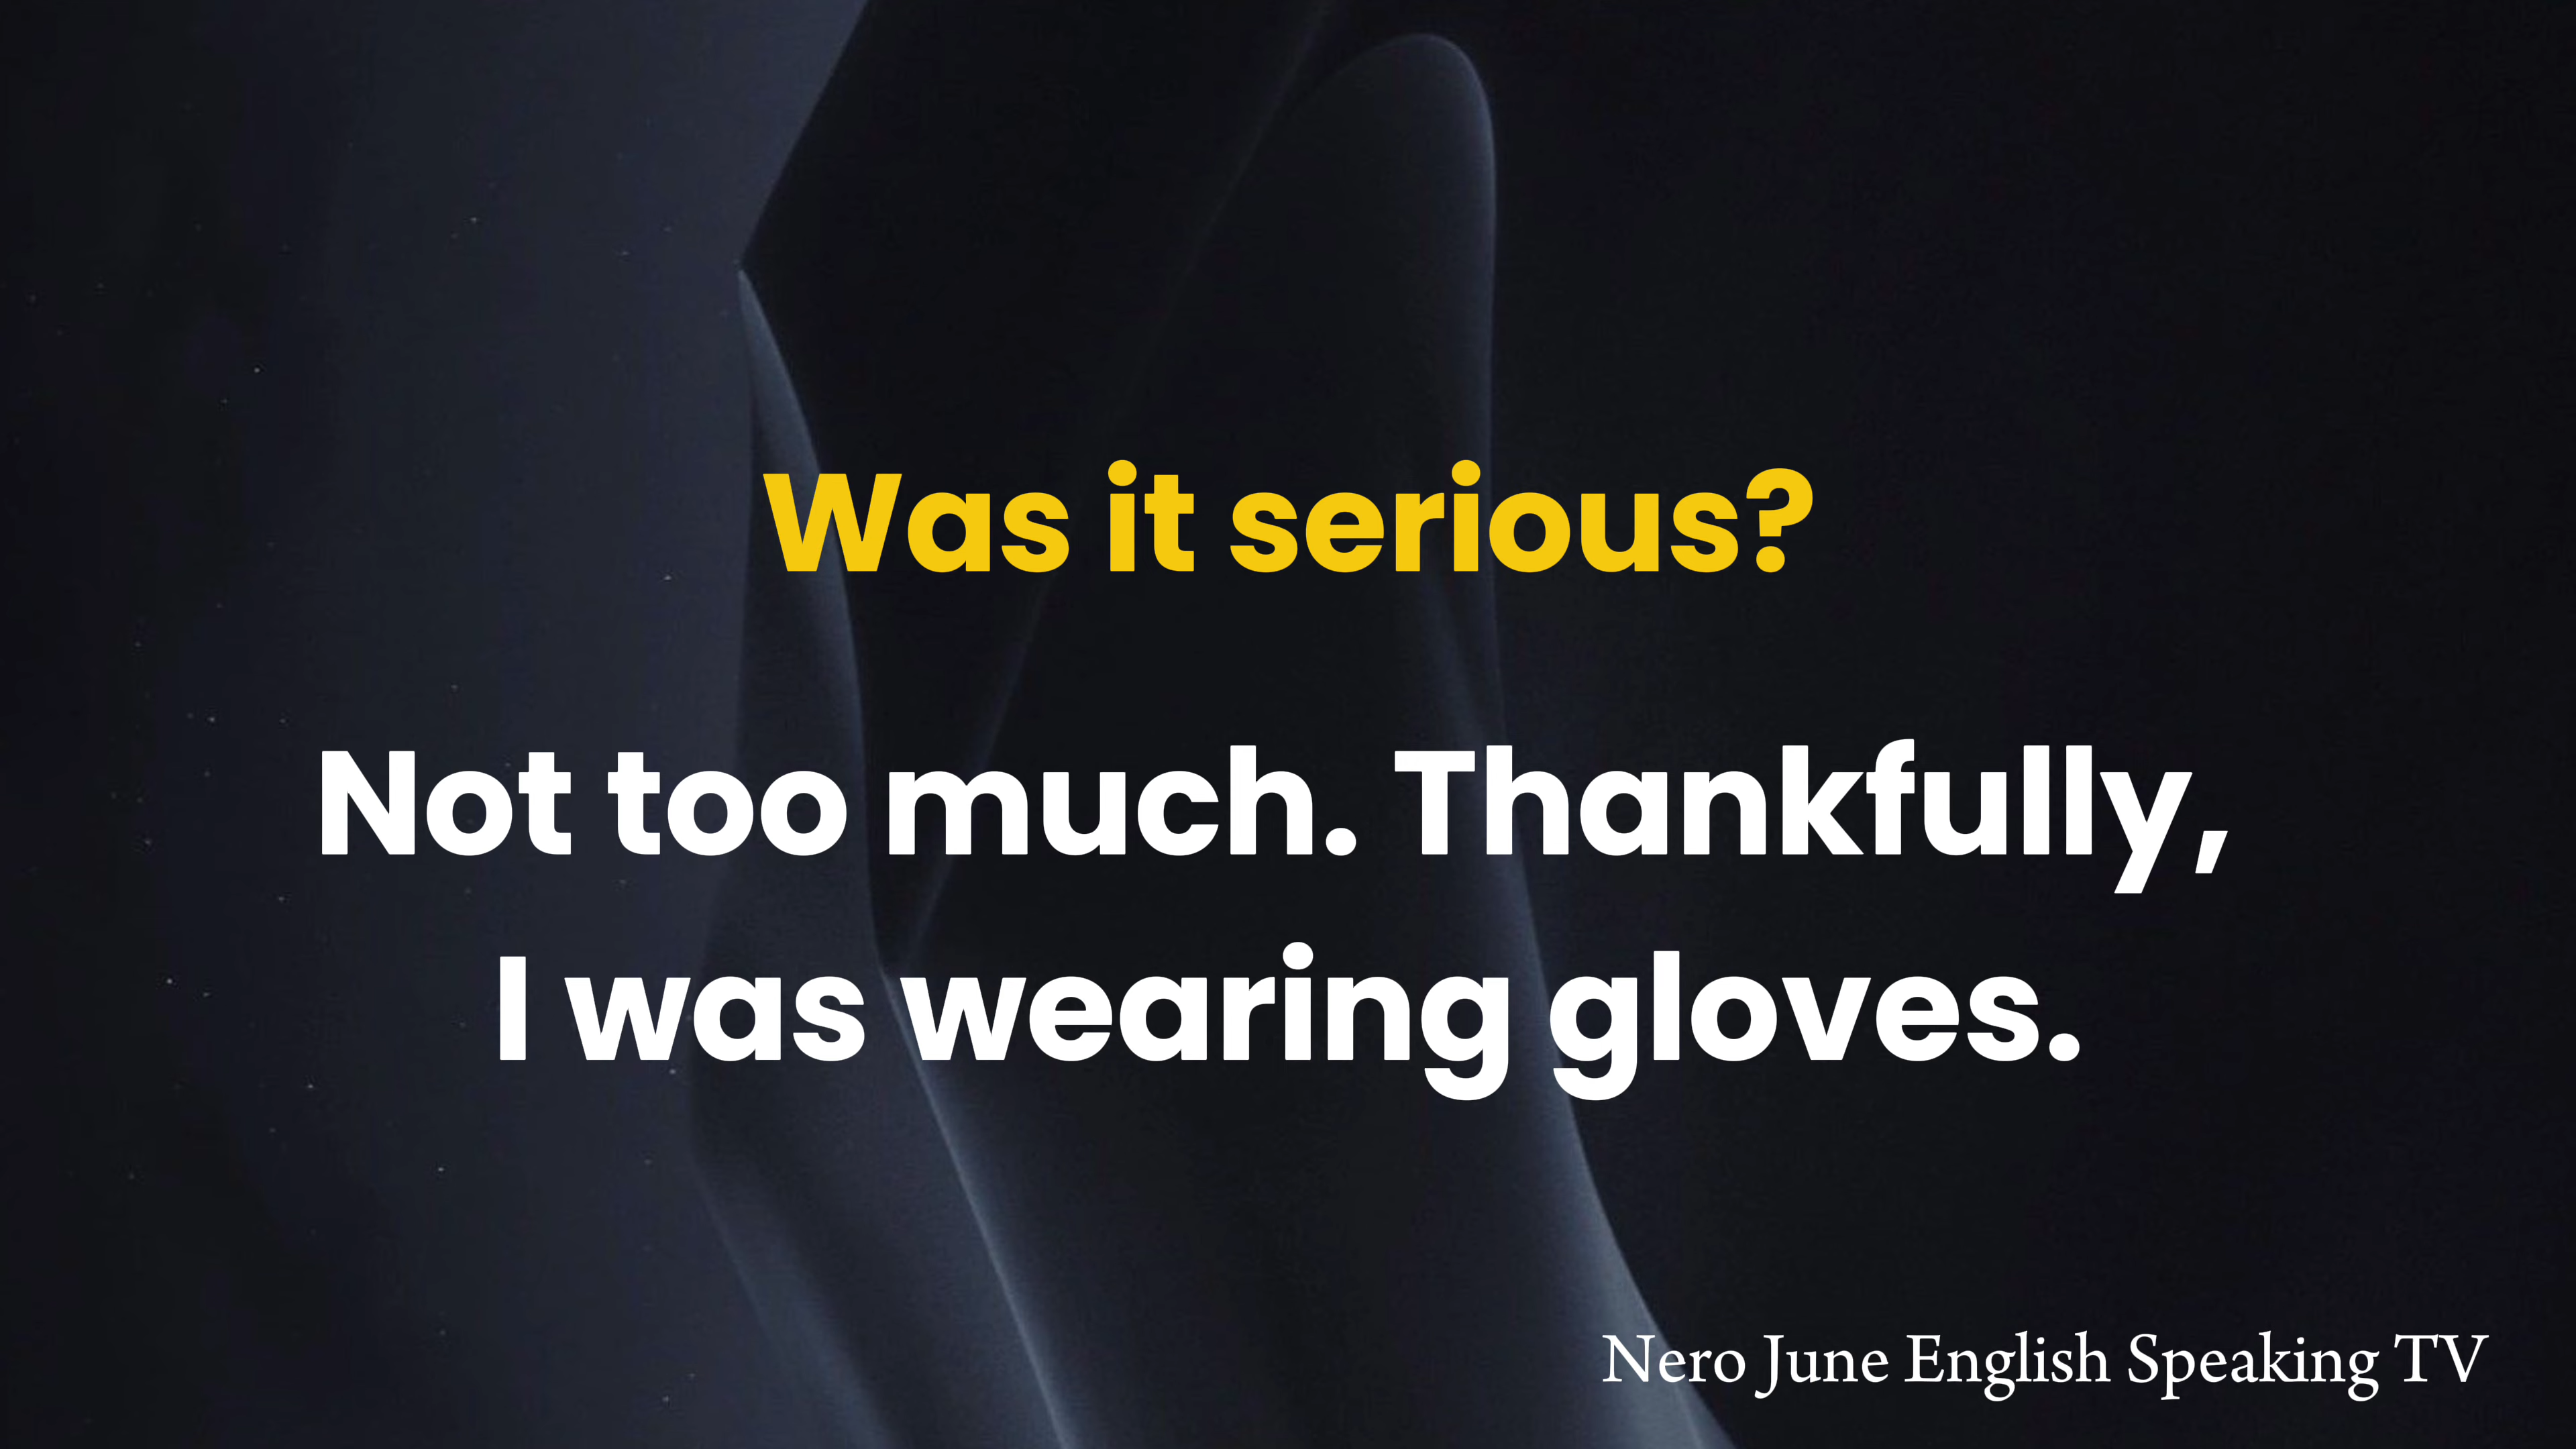 Was it serious?
Not too much. Thankfully,
I was wearing gloves.
Nero June English Speaking TV